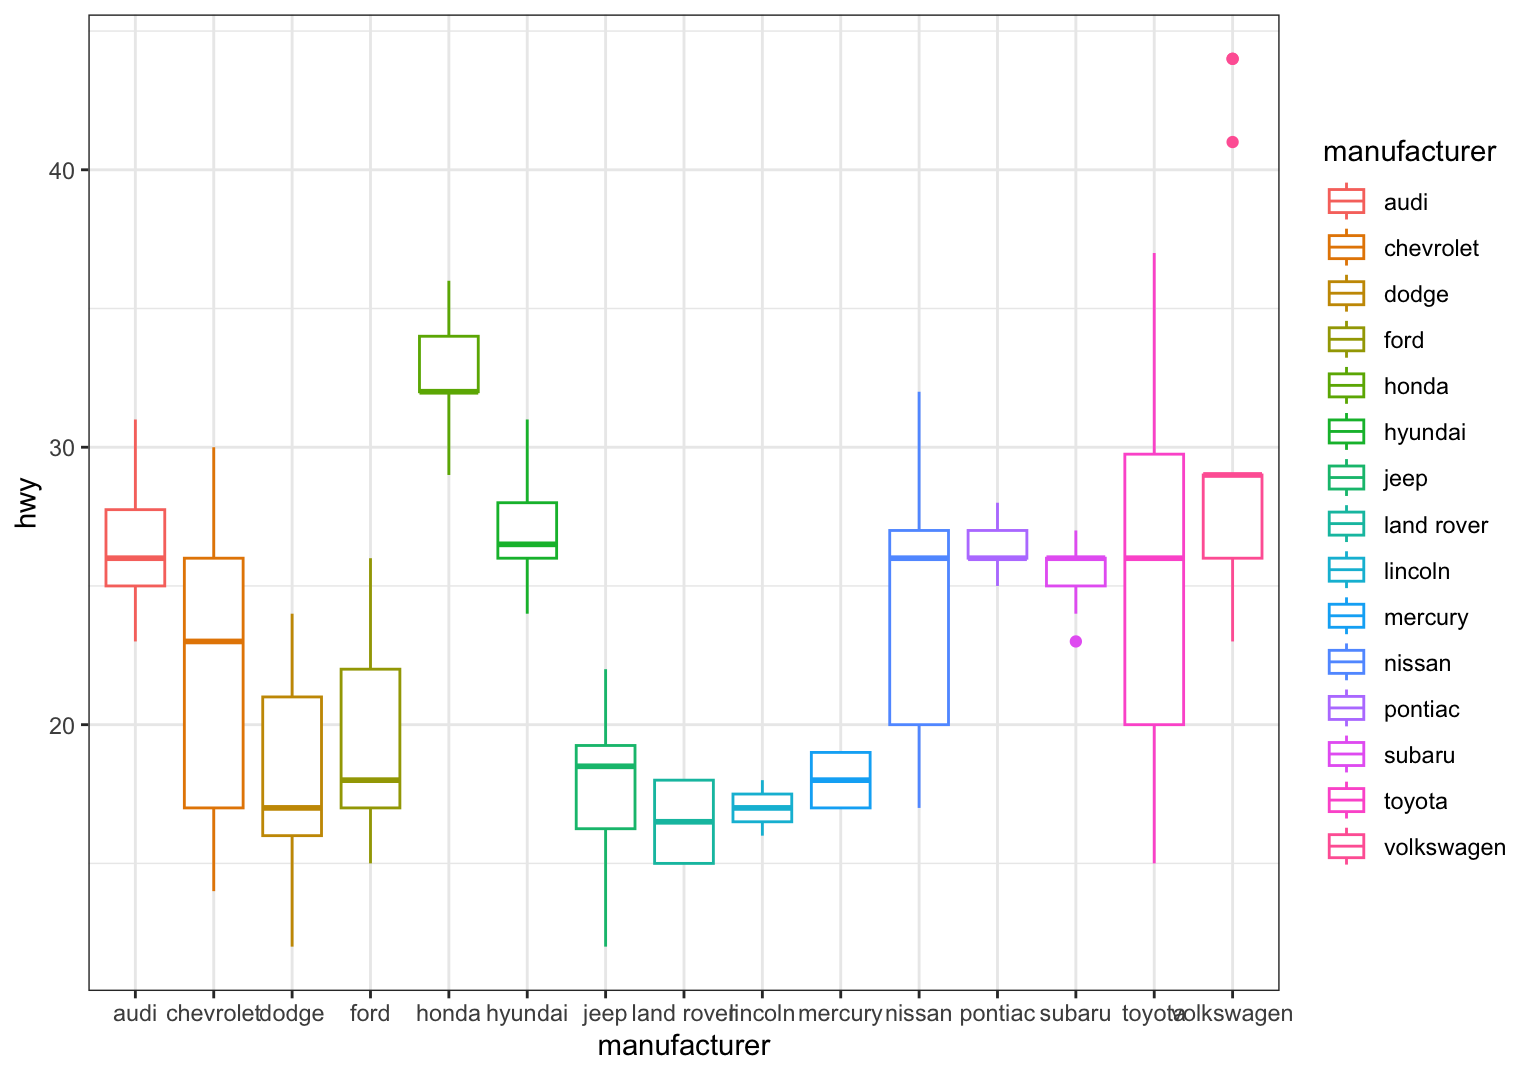 40
30
20
hwy
audi chevrolet dodge ford honda hyundai jeep land rover lincoln mercury nissan pontiac subaru toyota volkswagen
manufacturer
manufacturer
audi
chevrolet
dodge
ford
honda
hyundai
jeep
land rover
lincoln
mercury
nissan
pontiac
subaru
toyota
volkswagen